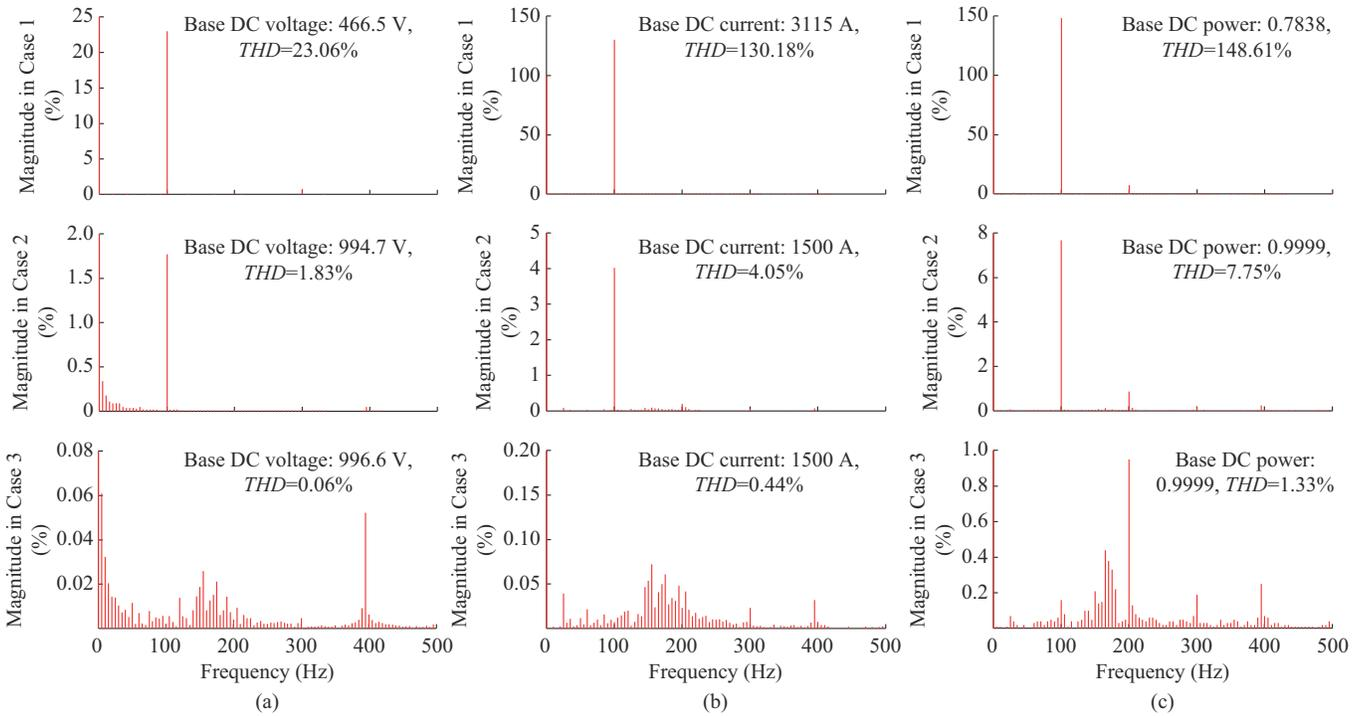 Magnitude in Case 1
(%)
25
20
15
10
5
0
Base DC voltage: 466.5 V,
THD=23.06%
Magnitude in Case 1
(%)
150
100
50
0
Base DC current: 3115 A,
THD=130.18%
Magnitude in Case 1
(%)
150
100
50
0
Base DC power: 0.7838,
THD=148.61%
Magnitude in Case 2
(%)
2.0
1.5
1.0
0.5
0
Base DC voltage: 994.7 V,
THD=1.83%
Magnitude in Case 2
(%)
5
4
3
2
1
0
Base DC current: 1500 A,
THD=4.05%
Magnitude in Case 2
(%)
8
6
4
2
0
Base DC power: 0.9999,
THD=7.75%
Magnitude in Case 3
(%)
0.08
0.06
0.04
0.02
Base DC voltage: 996.6 V,
THD=0.06%
0 100 200 300 400 500
Frequency (Hz)
(a)
Magnitude in Case 3
(%)
0.20
0.15
0.10
0.05
Base DC current: 1500 A,
THD=0.44%
0 100 200 300 400 500
Frequency (Hz)
(b)
Magnitude in Case 3
(%)
1.0
0.8
0.6
0.4
0.2
Base DC power:
0.9999, THD=1.33%
0 100 200 300 400 500
Frequency (Hz)
(c)